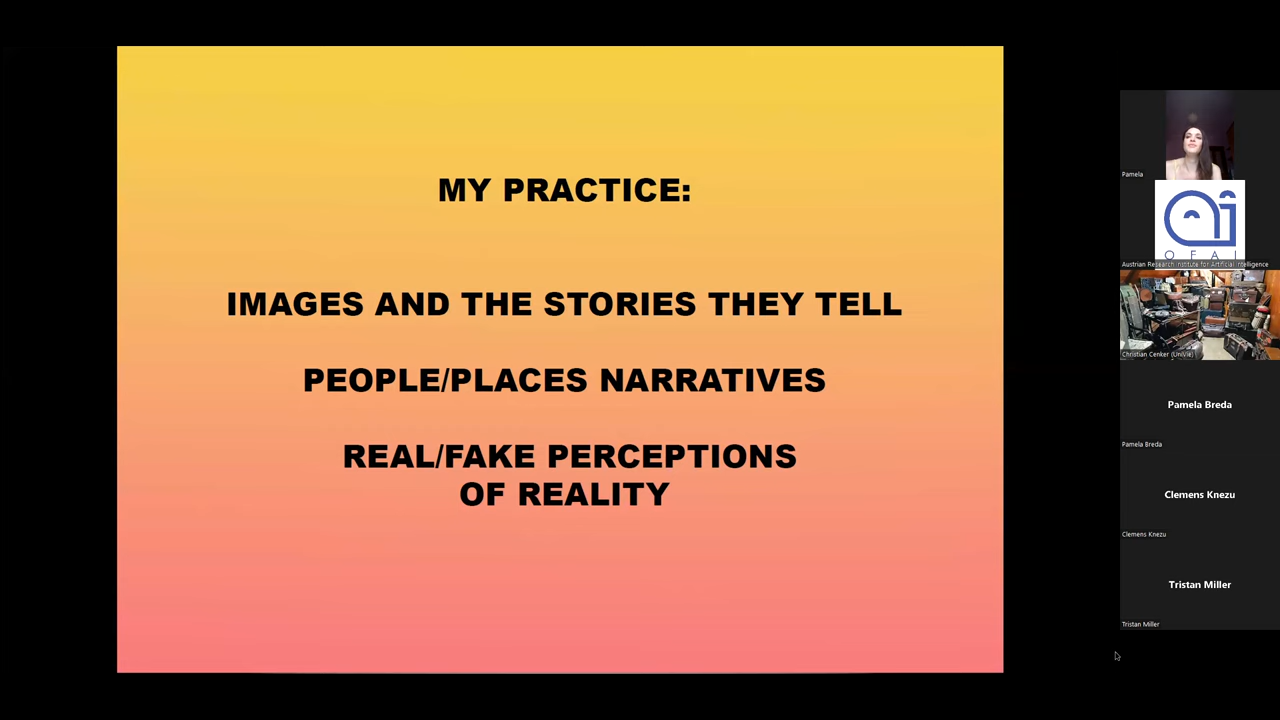 MY PRACTICE:
IMAGES AND THE STORIES THEY TELL
PEOPLE/PLACES NARRATIVES
REAL/FAKE PERCEPTIONS
OF REALITY
Pamela
OFAI
Austrian Research Institute for Artificial Intelligence
Christian Cenker (UniVie)
Pamela Breda
Pamela Breda
Clemens Knezu
Clemens Knezu
Tristan Miller
Tristan Miller